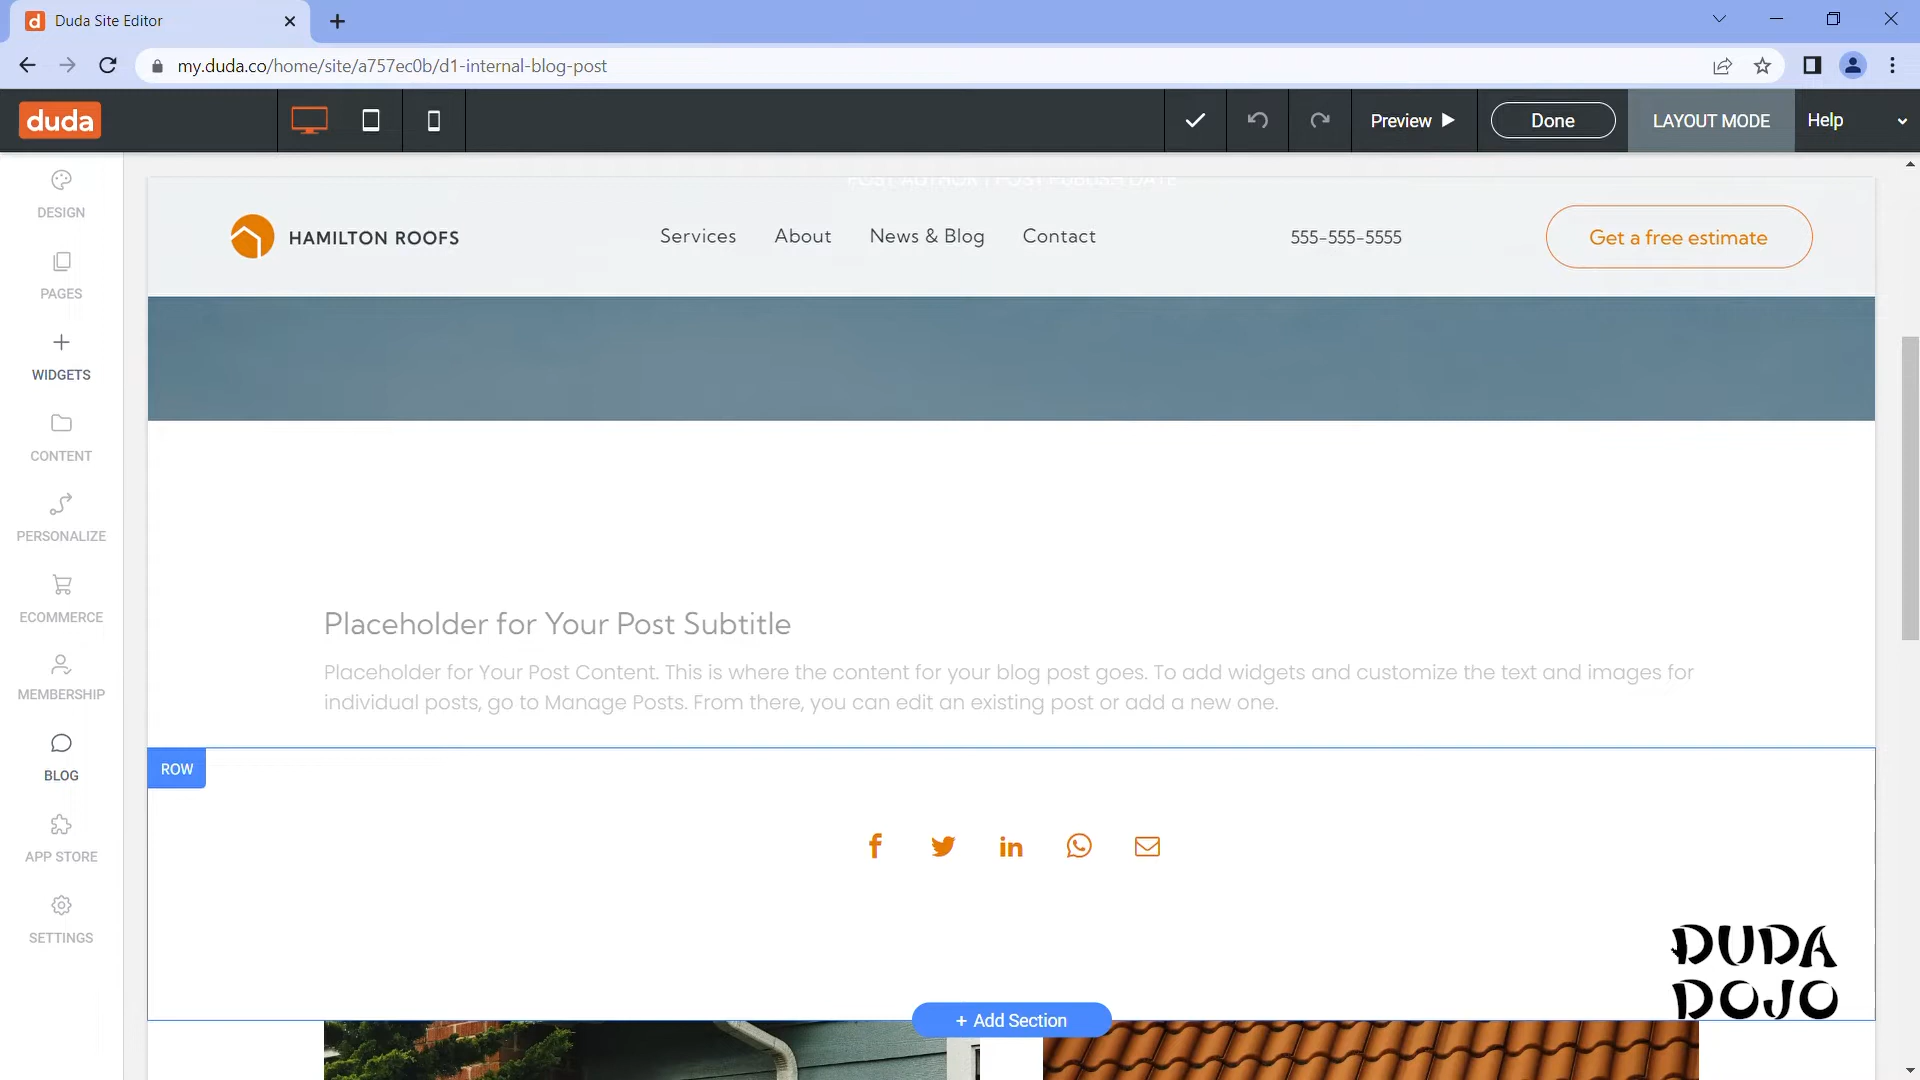 Duda Site Editor
my.duda.co/home/site/a757ec0b/d1-internal-blog-post
duda
Preview
Done
LAYOUT MODE
Help
DESIGN
PAGES
WIDGETS
CONTENT
PERSONALIZE
ECOMMERCE
MEMBERSHIP
BLOG
APP STORE
SETTINGS
POST AUTHOR | POST PUBLISH DATE
HAMILTON ROOFS
Services
About
News & Blog
Contact
555-555-5555
Get a free estimate
Placeholder for Your Post Subtitle
Placeholder for Your Post Content. This is where the content for your blog post goes. To add widgets and customize the text and images for
individual posts, go to Manage Posts. From there, you can edit an existing post or add a new one.
ROW
+ Add Section
DUDA
DOJO